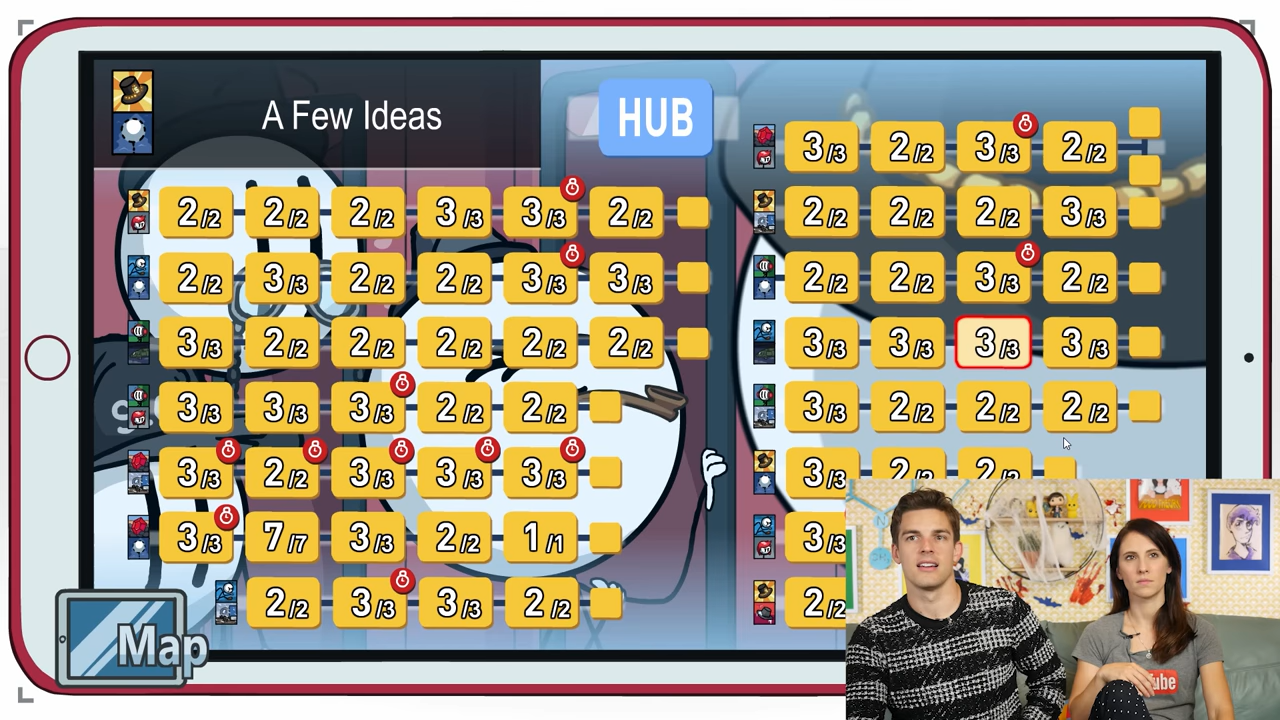 A Few Ideas
HUB
3/3 2/2 3/3 2/2
2/2 2/2 2/2 3/3 3/3 2/2
2/2 2/2 2/2 3/3
2/2 3/3 2/2 2/2 3/3 3/3
2/2 2/2 3/3 2/2
3/3 2/2 2/2 2/2 2/2 2/2
3/3 3/3 3/3 3/3
3/3 3/3 3/3 2/2 2/2
3/3 2/2 2/2 2/2
3/3 2/2 3/3 3/3 3/3
3/3 7/7 3/3 2/2 1/1
3/3
2/2 3/3 3/3 2/2
2/2
Map
ube